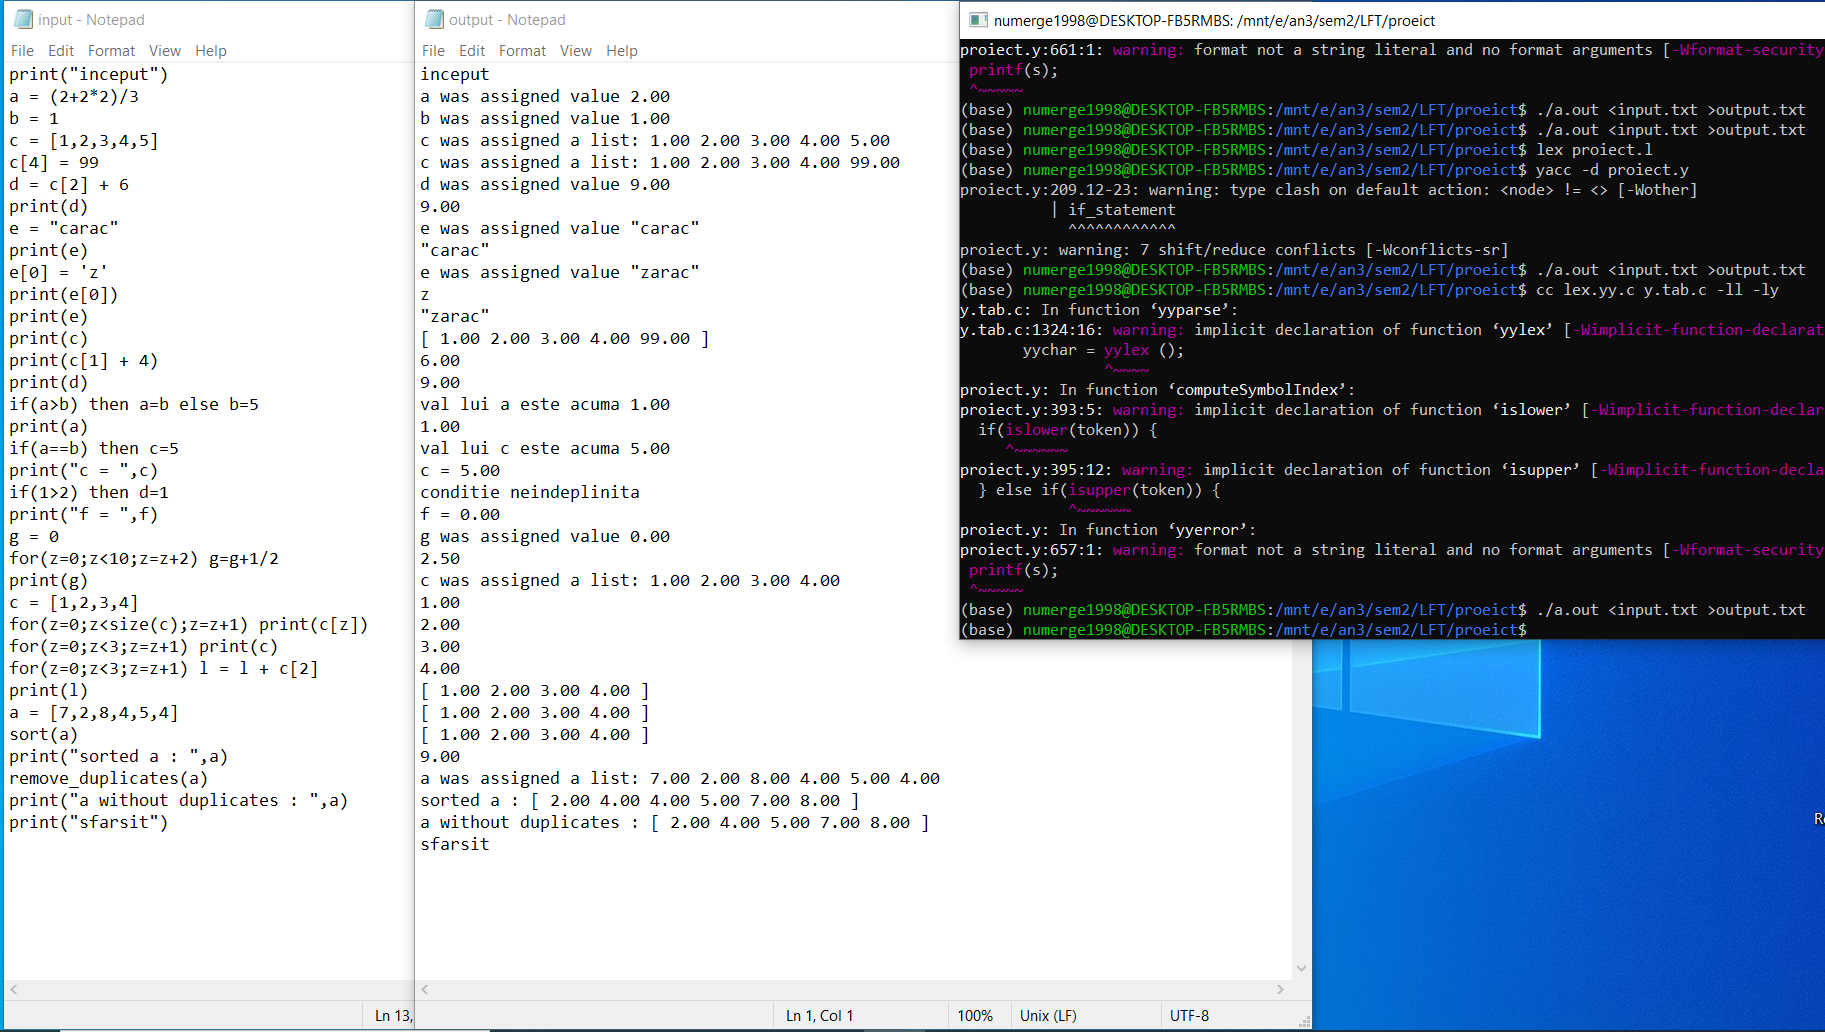 input - Notepad
File Edit Format View Help
print("inceput")
a = (2+2*2)/3
b = 1
c = [1,2,3,4,5]
c[4] = 99
d = c[2] + 6
print(d)
e = "carac"
print(e)
e[0] = 'z'
print(e[0])
print(e)
print(c)
print(c[1] + 4)
print(d)
if(a>b) then a=b else b=5
print(a)
if(a==b) then c=5
print("c = ",c)
if(1>2) then d=1
print("f = ",f)
g = 0
for(z=0;z<10;z=z+2) g=g+1/2
print(g)
c = [1,2,3,4]
for(z=0;z<size(c);z=z+1) print(c[z])
for(z=0;z<3;z=z+1) print(c)
for(z=0;z<3;z=z+1) l = l + c[2]
print(l)
a = [7,2,8,4,5,4]
sort(a)
print("sorted a : ",a)
remove_duplicates(a)
print("a without duplicates : ",a)
print("sfarsit")
Ln 13,
output - Notepad
File Edit Format View Help
inceput
a was assigned value 2.00
b was assigned value 1.00
c was assigned a list: 1.00 2.00 3.00 4.00 5.00
c was assigned a list: 1.00 2.00 3.00 4.00 99.00
d was assigned value 9.00
9.00
e was assigned value "carac"
"carac"
e was assigned value "zarac"
z
"zarac"
[ 1.00 2.00 3.00 4.00 99.00 ]
6.00
9.00
val lui a este acuma 1.00
1.00
val lui c este acuma 5.00
c = 5.00
conditie neindeplinita
f = 0.00
g was assigned value 0.00
2.50
c was assigned a list: 1.00 2.00 3.00 4.00
1.00
2.00
3.00
4.00
[ 1.00 2.00 3.00 4.00 ]
[ 1.00 2.00 3.00 4.00 ]
[ 1.00 2.00 3.00 4.00 ]
9.00
a was assigned a list: 7.00 2.00 8.00 4.00 5.00 4.00
sorted a : [ 2.00 4.00 4.00 5.00 7.00 8.00 ]
a without duplicates : [ 2.00 4.00 5.00 7.00 8.00 ]
sfarsit
Ln 1, Col 1 100% Unix (LF) UTF-8
numerge1998@DESKTOP-FB5RMBS: /mnt/e/an3/sem2/LFT/proeict
proiect.y:661:1: warning: format not a string literal and no format arguments [-Wformat-security
printf(s);
^~~~~~
(base) numerge1998@DESKTOP-FB5RMBS:/mnt/e/an3/sem2/LFT/proeict$ ./a.out <input.txt >output.txt
(base) numerge1998@DESKTOP-FB5RMBS:/mnt/e/an3/sem2/LFT/proeict$ ./a.out <input.txt >output.txt
(base) numerge1998@DESKTOP-FB5RMBS:/mnt/e/an3/sem2/LFT/proeict$ lex proiect.l
(base) numerge1998@DESKTOP-FB5RMBS:/mnt/e/an3/sem2/LFT/proeict$ yacc -d proiect.y
proiect.y:209.12-23: warning: type clash on default action: <node> != <> [-Wother]
| if_statement
^^^^^^^^^^^^
proiect.y: warning: 7 shift/reduce conflicts [-Wconflicts-sr]
(base) numerge1998@DESKTOP-FB5RMBS:/mnt/e/an3/sem2/LFT/proeict$ ./a.out <input.txt >output.txt
(base) numerge1998@DESKTOP-FB5RMBS:/mnt/e/an3/sem2/LFT/proeict$ cc lex.yy.c y.tab.c -ll -ly
y.tab.c: In function ‘yyparse’:
y.tab.c:1324:16: warning: implicit declaration of function ‘yylex’ [-Wimplicit-function-declarat
yychar = yylex ();
^~~~~
proiect.y: In function ‘computeSymbolIndex’:
proiect.y:393:5: warning: implicit declaration of function ‘islower’ [-Wimplicit-function-declar
if(islower(token)) {
^~~~~~~
proiect.y:395:12: warning: implicit declaration of function ‘isupper’ [-Wimplicit-function-decla
} else if(isupper(token)) {
^~~~~~~
proiect.y: In function ‘yyerror’:
proiect.y:657:1: warning: format not a string literal and no format arguments [-Wformat-security
printf(s);
^~~~~~
(base) numerge1998@DESKTOP-FB5RMBS:/mnt/e/an3/sem2/LFT/proeict$ ./a.out <input.txt >output.txt
(base) numerge1998@DESKTOP-FB5RMBS:/mnt/e/an3/sem2/LFT/proeict$